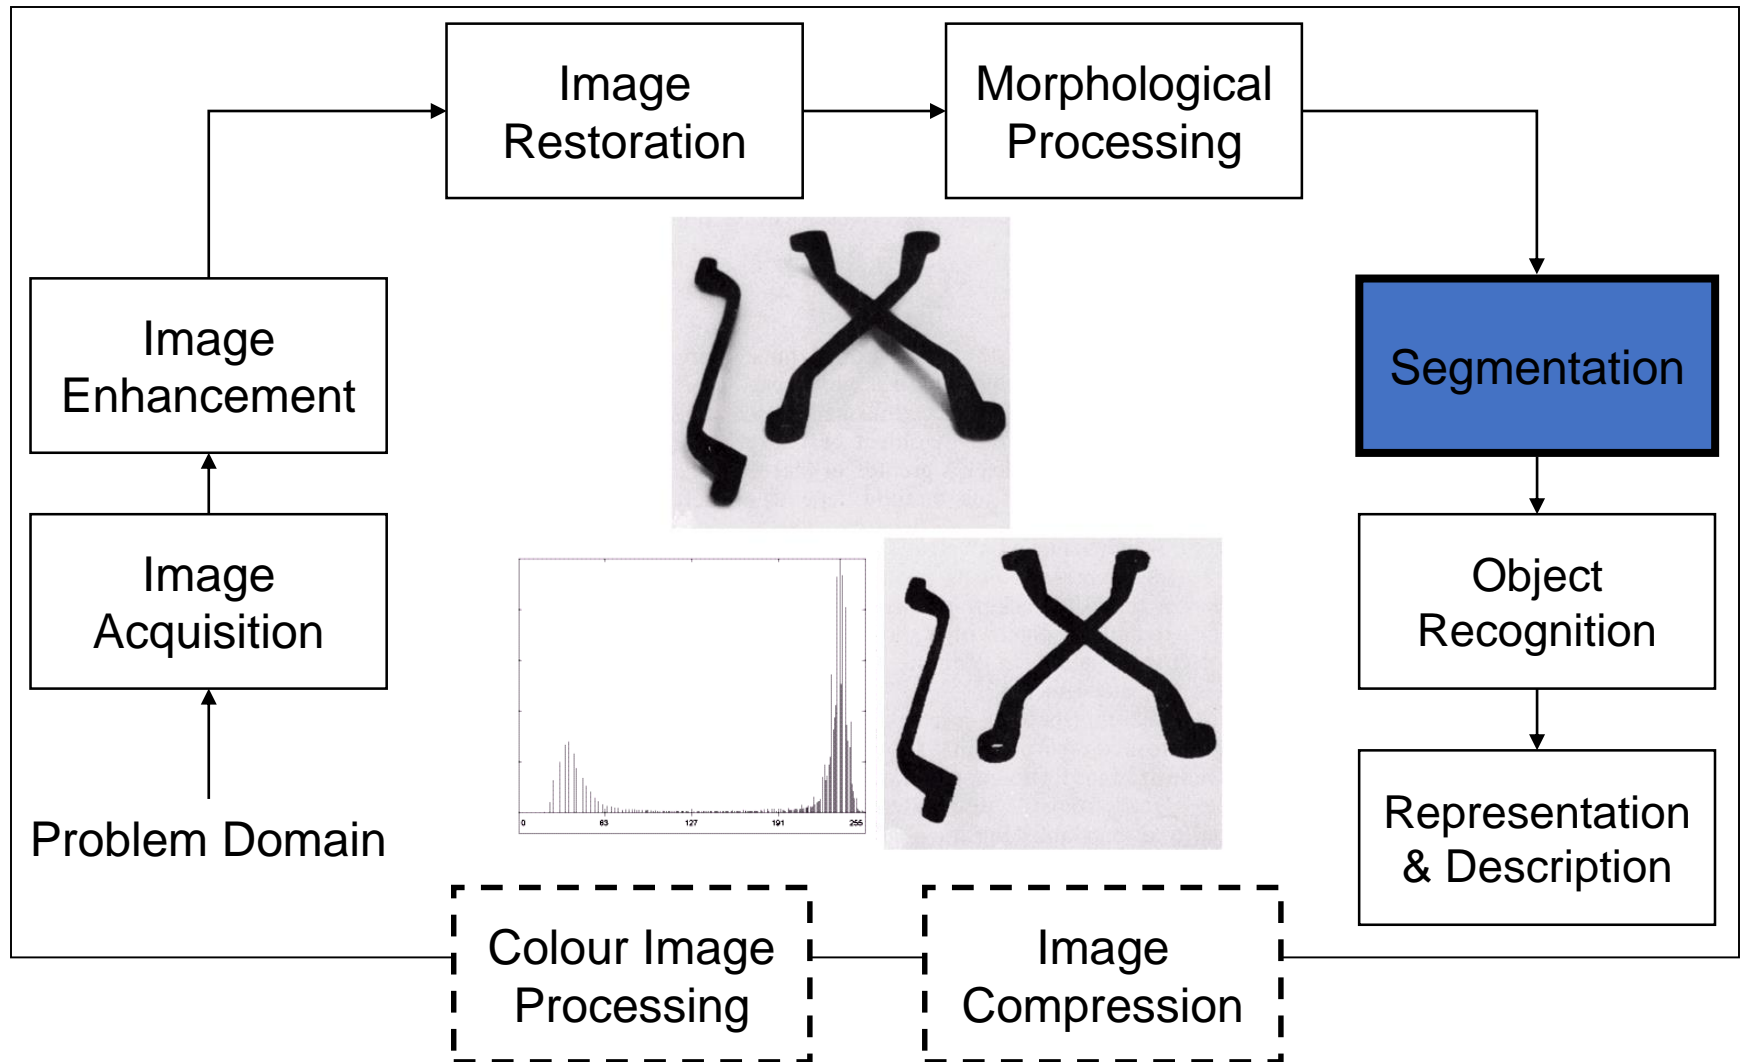 Image
Restoration
Morphological
Processing
Image
Enhancement
Segmentation
Image
Acquisition
Object
Recognition
Problem Domain
0 63 127 191 255
Representation
& Description
Colour Image
Processing
Image
Compression